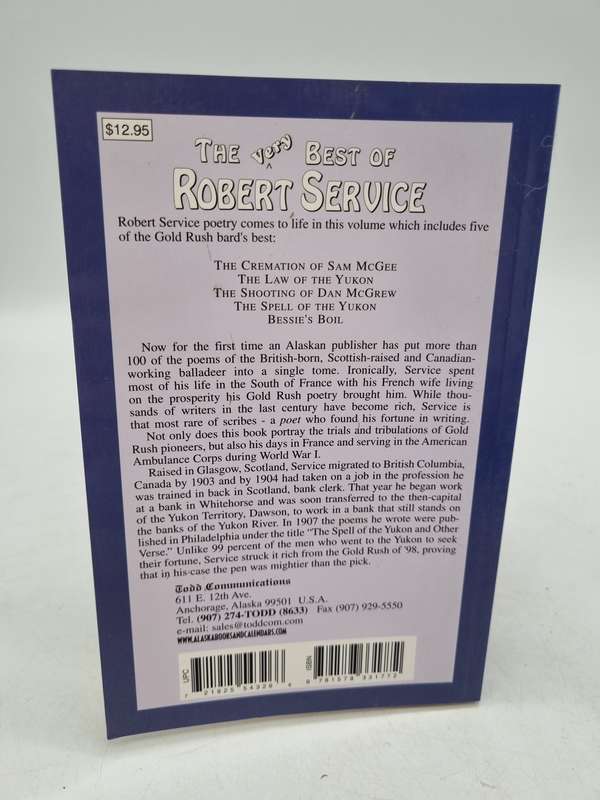 $12.95
THE very BEST OF
^
ROBERT SERVICE
Robert Service poetry comes to life in this volume which includes five
of the Gold Rush bard's best:
THE CREMATION OF SAM MCGEE
THE LAW OF THE YUKON
THE SHOOTING OF DAN MCGREW
THE SPELL OF THE YUKON
BESSIE'S BOIL
Now for the first time an Alaskan publisher has put more than
100 of the poems of the British-born, Scottish-raised and Canadian-
working balladeer into a single tome. Ironically, Service spent
most of his life in the South of France with his French wife living
on the prosperity his Gold Rush poetry brought him. While thou-
sands of writers in the last century have become rich, Service is
that most rare of scribes - a poet who found his fortune in writing.
Not only does this book portray the trials and tribulations of Gold
Rush pioneers, but also his days in France and serving in the American
Ambulance Corps during World War I.
Raised in Glasgow, Scotland, Service migrated to British Columbia,
Canada by 1903 and by 1904 had taken on a job in the profession he
was trained in back in Scotland, bank clerk. That year he began work
at a bank in Whitehorse and was soon transferred to the then-capital
of the Yukon Territory, Dawson, to work in a bank that still stands on
the banks of the Yukon River. In 1907 the poems he wrote were pub-
lished in Philadelphia under the title "The Spell of the Yukon and Other
Verse." Unlike 99 percent of the men who went to the Yukon to seek
their fortune, Service struck it rich from the Gold Rush of '98, proving
that in his case the pen was mightier than the pick.
Todd Communications
611 E. 12th Ave.
Anchorage, Alaska 99501 U.S.A.
Tel. (907) 274-TODD (8633) Fax (907) 929-5550
e-mail: sales@toddcom.com
WWW.ALASKABOOKSANDCALENDARS.COM
UPC
7 21825 54329 4
ISBN
9 781578 331772